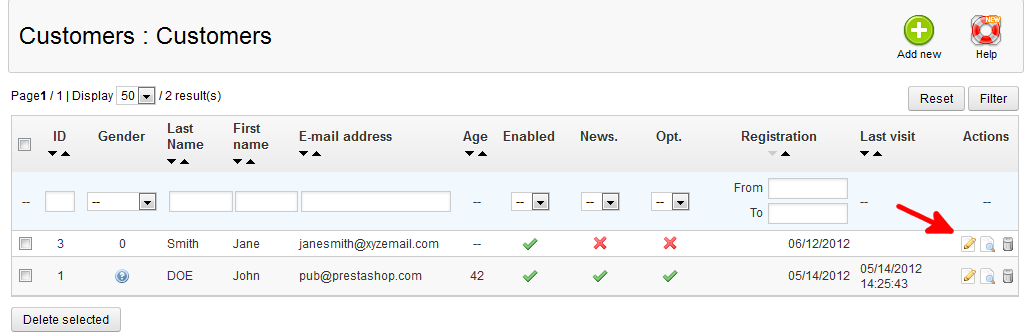 Customers : Customers
Add new
NEW
Help
Page1 / 1 | Display 50 / 2 result(s)
Reset
Filter
ID Gender Last Name First name E-mail address Age Enabled News. Opt. Registration Last visit Actions
-- -- -- -- -- -- From To -- --
3 0 Smith Jane janesmith@xyzemail.com -- 06/12/2012
1 ? DOE John pub@prestashop.com 42 05/14/2012 05/14/2012 14:25:43
Delete selected